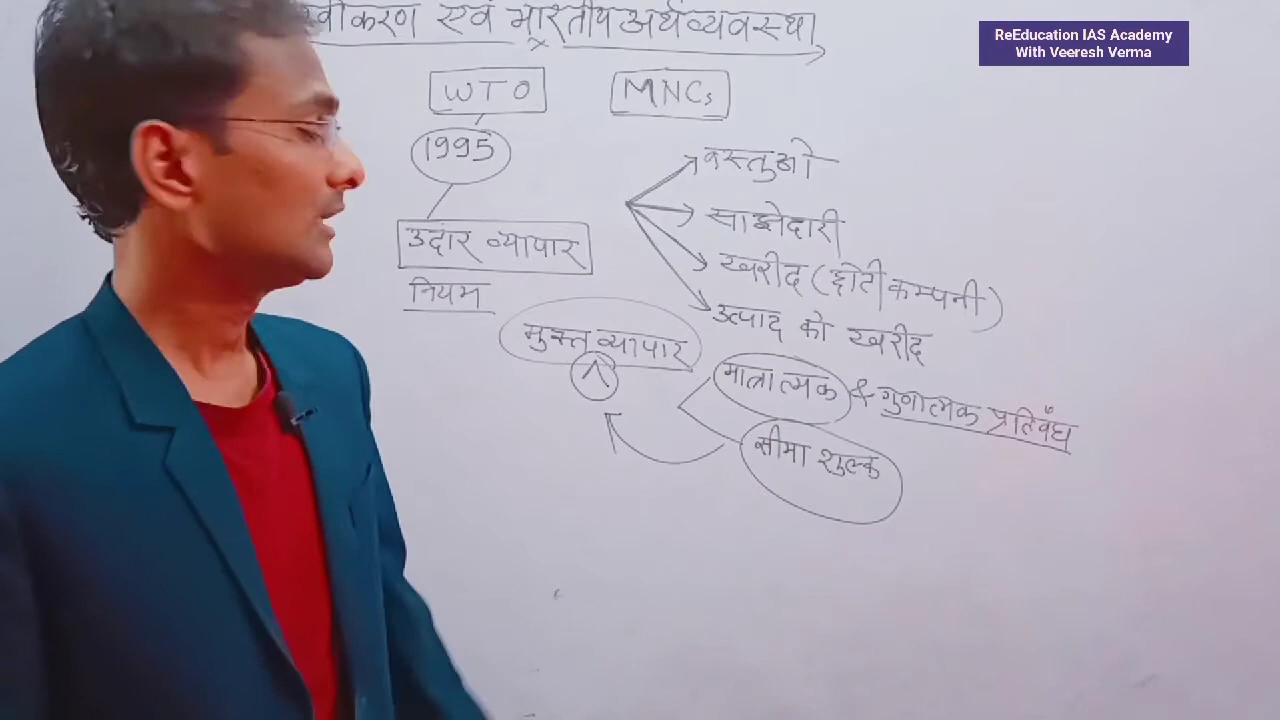 एवं भारतीय अर्थव्यवस्था
ReEducation IAS Academy
With Veeresh Verma
WTO
MNCs
1995
उदार व्यापार
नियम
मुक्त व्यापार
वस्तुओ
साझेदारी
खरीद (छोटी कम्पनी)
उत्पाद को खरीद
मात्रात्मक & गुणात्मक प्रतिबँध
सीमा शुल्क